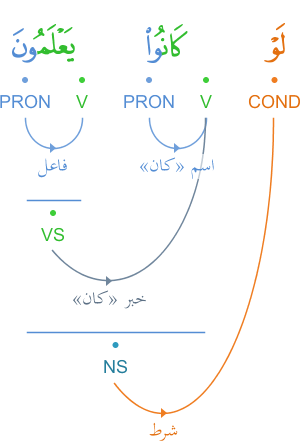 لَوْ كَانُوا۟ يَعْلَمُونَ
COND V PRON V PRON
اسم «كان» فاعل
VS
خبر «كان»
NS
شرط